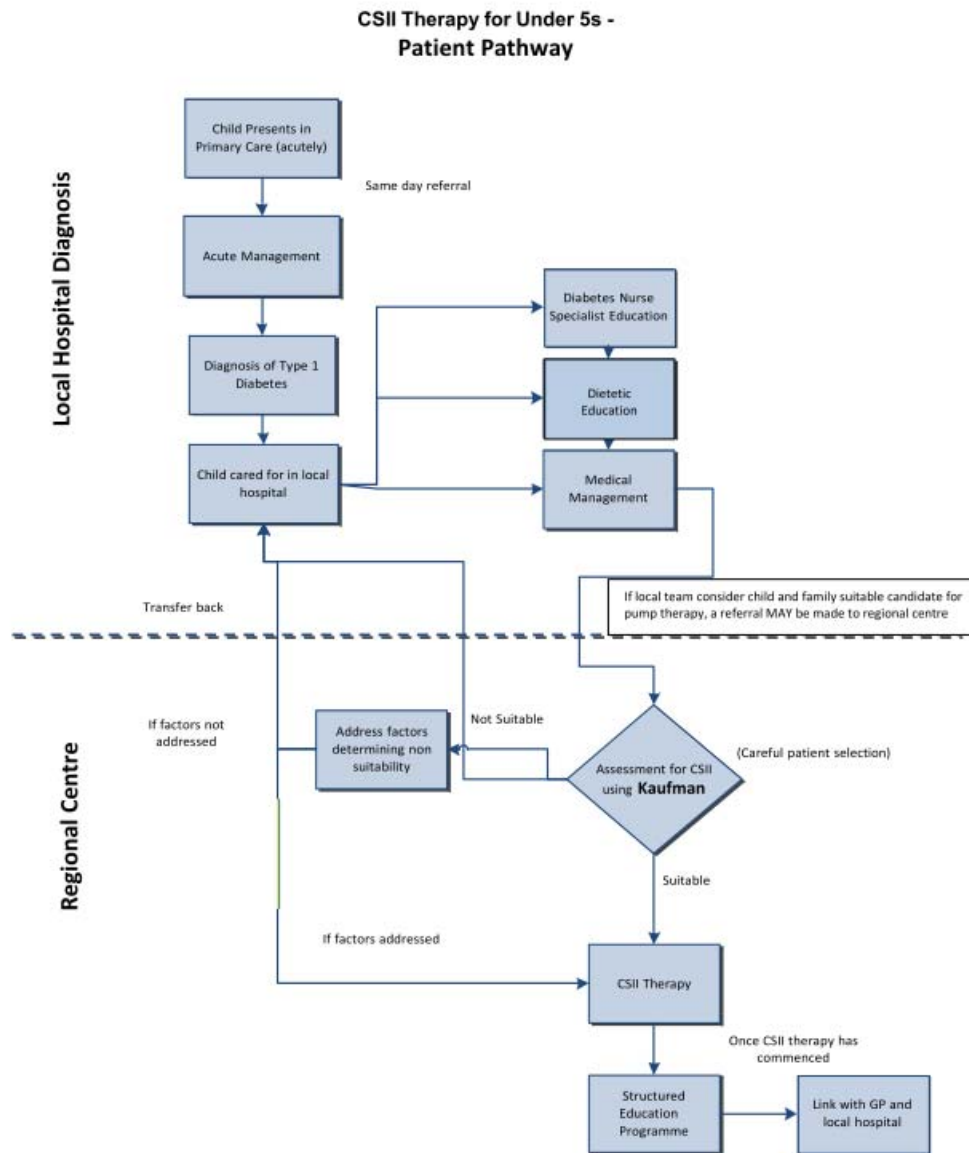 CSII Therapy for Under 5s -
Patient Pathway
Local Hospital Diagnosis
Child Presents in
Primary Care (acutely)
Same day referral
Acute Management
Diabetes Nurse
Specialist Education
Diagnosis of Type 1
Diabetes
Dietetic
Education
Child cared for in local
hospital
Medical
Management
If local team consider child and family suitable candidate for
pump therapy, a referral MAY be made to regional centre
Transfer back
Regional Centre
If factors not
addressed
Address factors
determining non
suitability
Not Suitable
Assessment for CSII
using Kaufman
(Careful patient selection)
Suitable
If factors addressed
CSII Therapy
Once CSII therapy has
commenced
Structured
Education
Programme
Link with GP and
local hospital